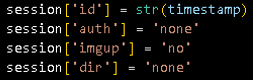 session['id'] = str(timestamp)
session['auth'] = 'none'
session['imgup'] = 'no'
session['dir'] = 'none'